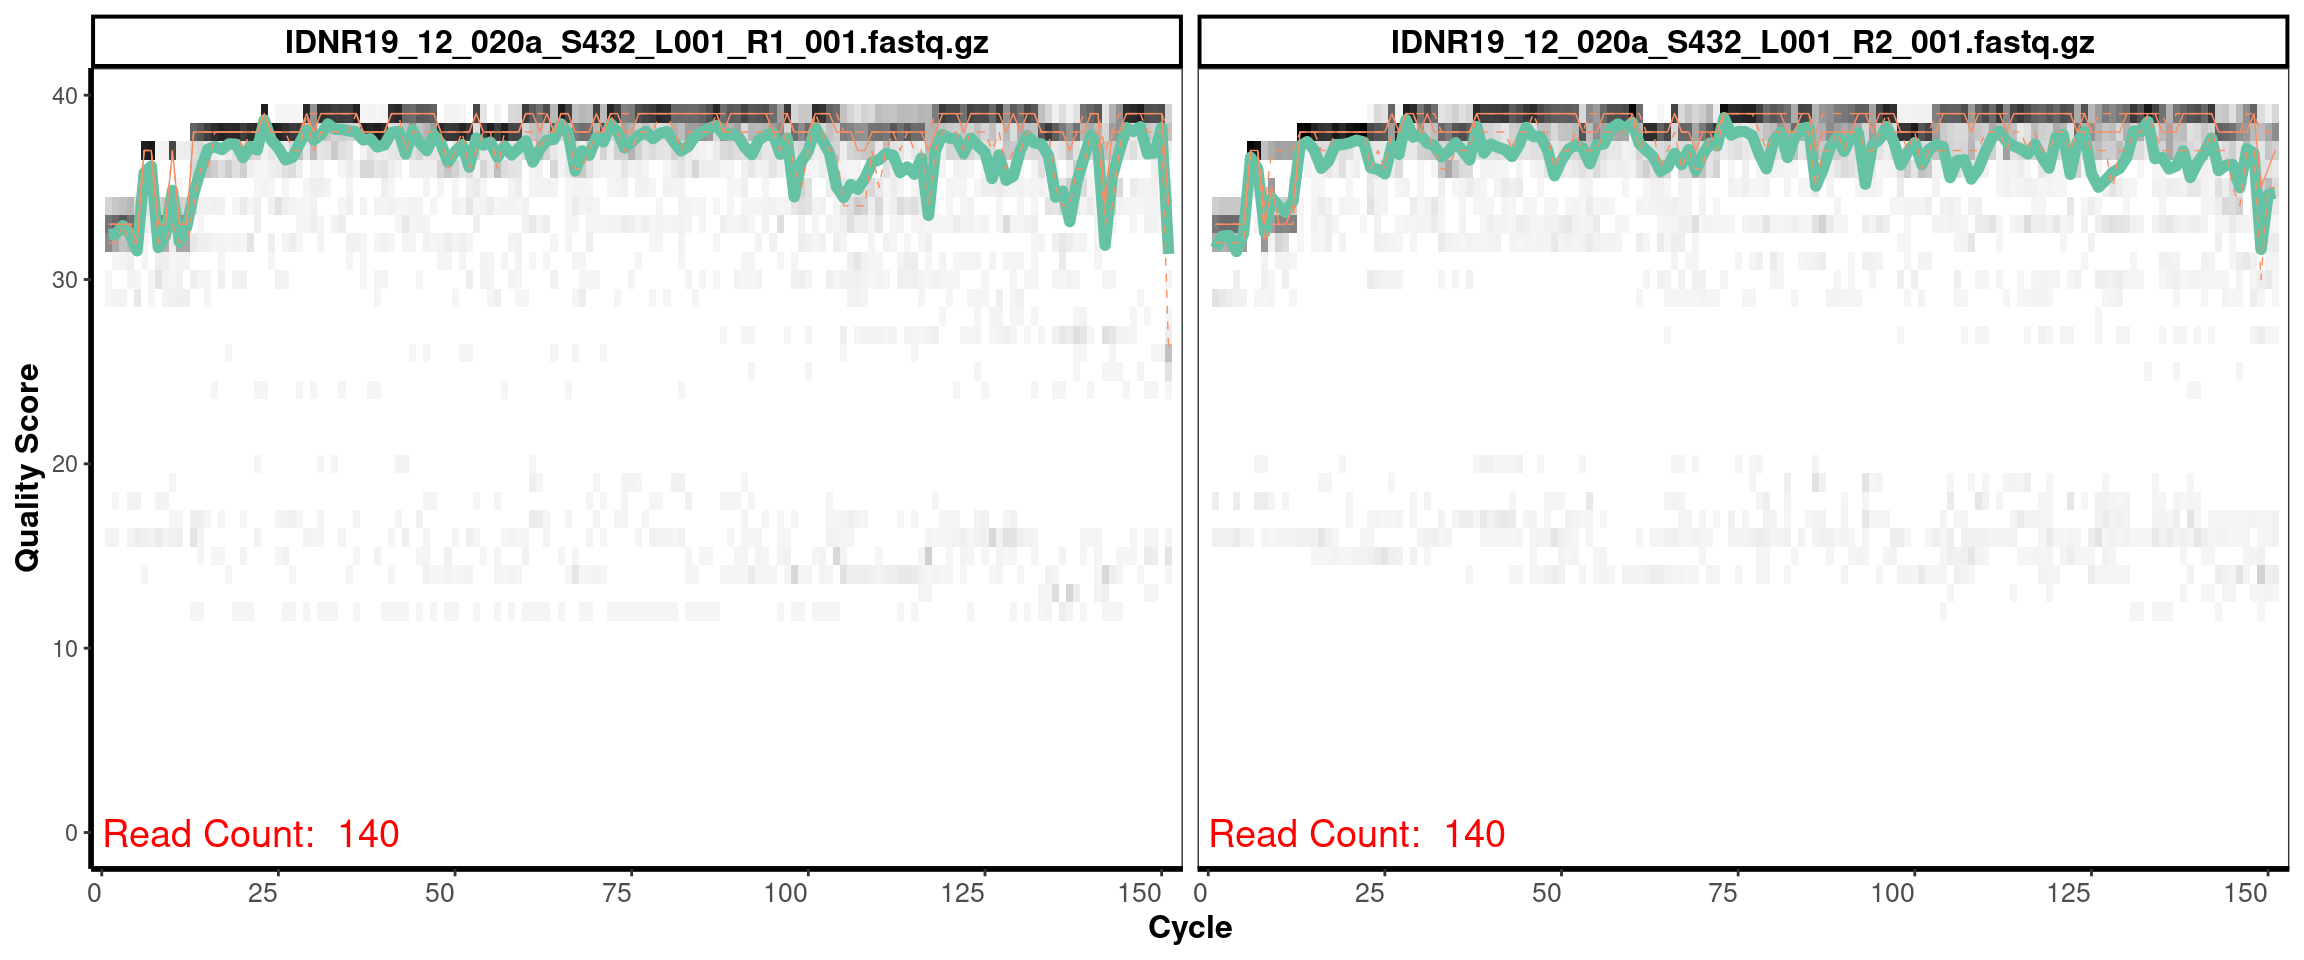 IDNR19_12_020a_S432_L001_R1_001.fastq.gz
IDNR19_12_020a_S432_L001_R2_001.fastq.gz
Quality Score
40
30
20
10
0
Read Count:  140
Read Count:  140
0 25 50 75 100 125 150
0 25 50 75 100 125 150
Cycle